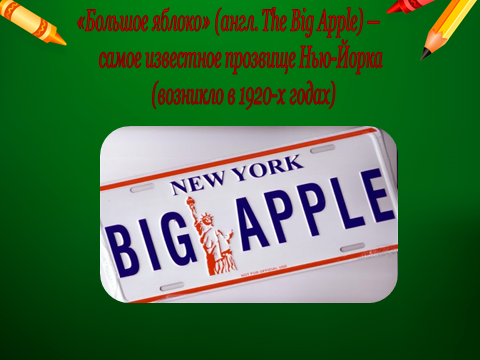 «Большое яблоко» (англ. The Big Apple) –
самое известное прозвище Нью-Йорка
(возникло в 1920-х годах)
NEW YORK
BIG APPLE